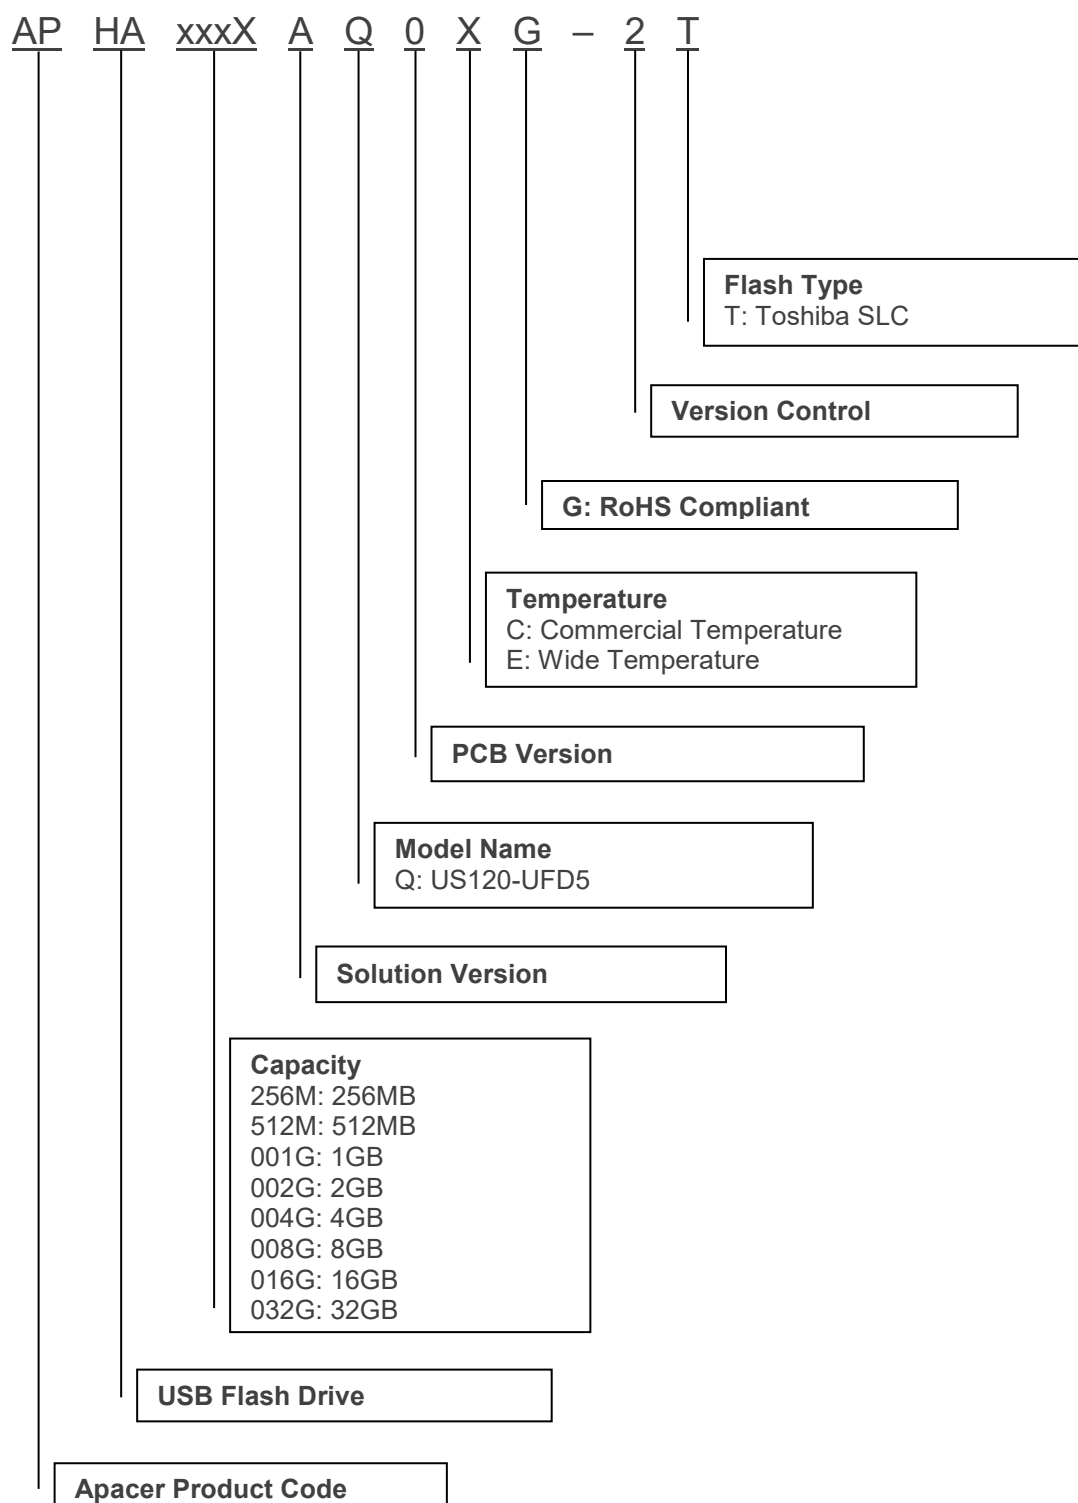 AP HA xxxX A Q 0 X G – 2 T
Flash Type
T: Toshiba SLC
Version Control
G: RoHS Compliant
Temperature
C: Commercial Temperature
E: Wide Temperature
PCB Version
Model Name
Q: US120-UFD5
Solution Version
Capacity
256M: 256MB
512M: 512MB
001G: 1GB
002G: 2GB
004G: 4GB
008G: 8GB
016G: 16GB
032G: 32GB
USB Flash Drive
Apacer Product Code